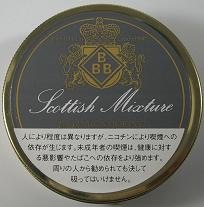 B
BB
Scottish Mixture
人により程度は異なりますが、ニコチンにより喫煙への
依存が生じます。未成年者の喫煙は、健康に対す
る悪影響やたばこへの依存をより強めます。
周りの人から勧められても決して
吸ってはいけません。